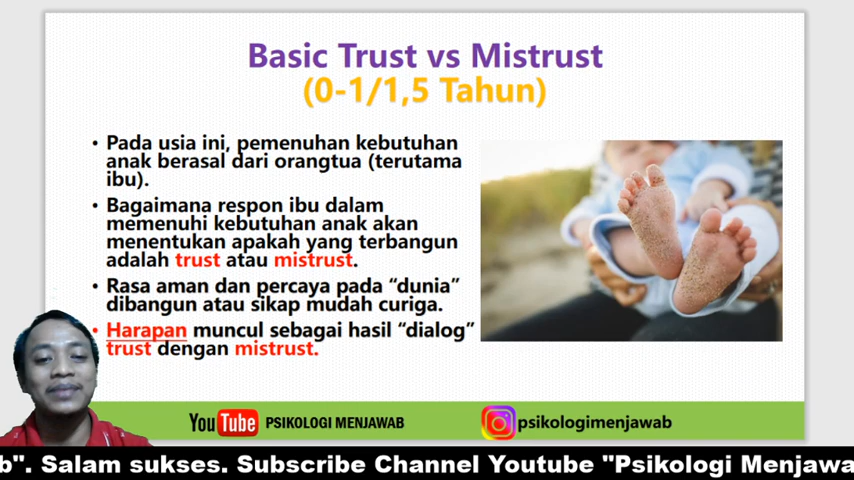 Basic Trust vs Mistrust
(0-1/1,5 Tahun)
• Pada usia ini, pemenuhan kebutuhan
anak berasal dari orangtua (terutama
ibu).
• Bagaimana respon ibu dalam
memenuhi kebutuhan anak akan
menentukan apakah yang terbangun
adalah trust atau mistrust.
• Rasa aman dan percaya pada “dunia”
dibangun atau sikap mudah curiga.
• Harapan muncul sebagai hasil “dialog”
trust dengan mistrust.
YouTube PSIKOLOGI MENJAWAB
psikologimenjawab
b". Salam sukses. Subscribe Channel Youtube "Psikologi Menjawa